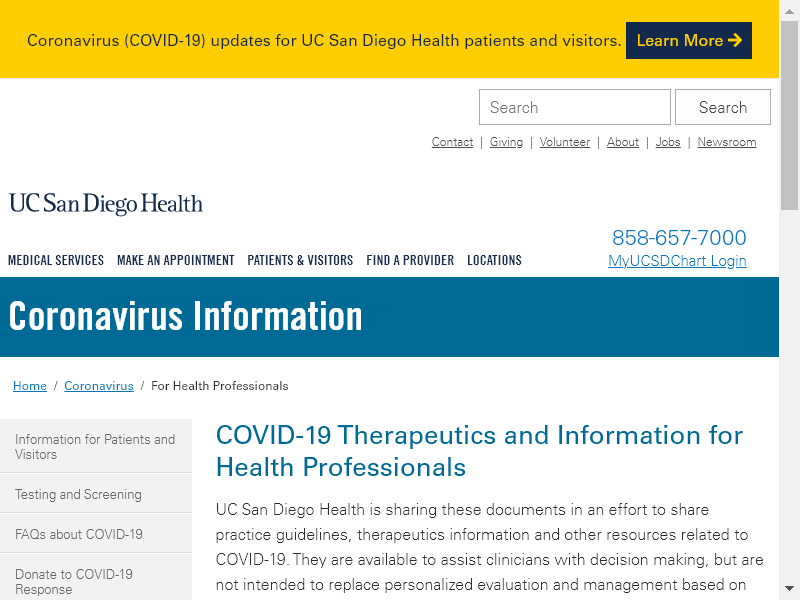 Coronavirus (COVID-19) updates for UC San Diego Health patients and visitors. Learn More
Search Search
Contact | Giving | Volunteer | About | Jobs | Newsroom
UC San Diego Health
858-657-7000
MEDICAL SERVICES MAKE AN APPOINTMENT PATIENTS & VISITORS FIND A PROVIDER LOCATIONS
MyUCSDChart Login
Coronavirus Information
Home / Coronavirus / For Health Professionals
Information for Patients and
Visitors
Testing and Screening
FAQs about COVID-19
Donate to COVID-19
Response
COVID-19 Therapeutics and Information for
Health Professionals
UC San Diego Health is sharing these documents in an effort to share
practice guidelines, therapeutics information and other resources related to
COVID-19. They are available to assist clinicians with decision making, but are
not intended to replace personalized evaluation and management based on